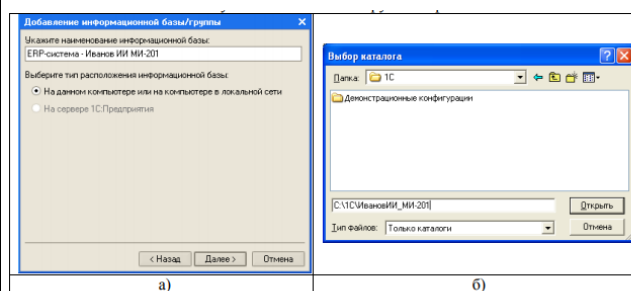 Добавление информационной базы/группы
Укажите наименование информационной базы:
ERP-система - Иванов ИИ МИ-201
Выберите тип расположения информационной базы:
На данном компьютере или на компьютере в локальной сети
На сервере 1С:Предприятия
< Назад Далее > Отмена
а)
Выбор каталога
Папка: 1C
Демонстрационные конфигурации
C:\1C\ИвановИИ_МИ-201
Открыть
Тип файлов: Только каталоги
Отмена
б)